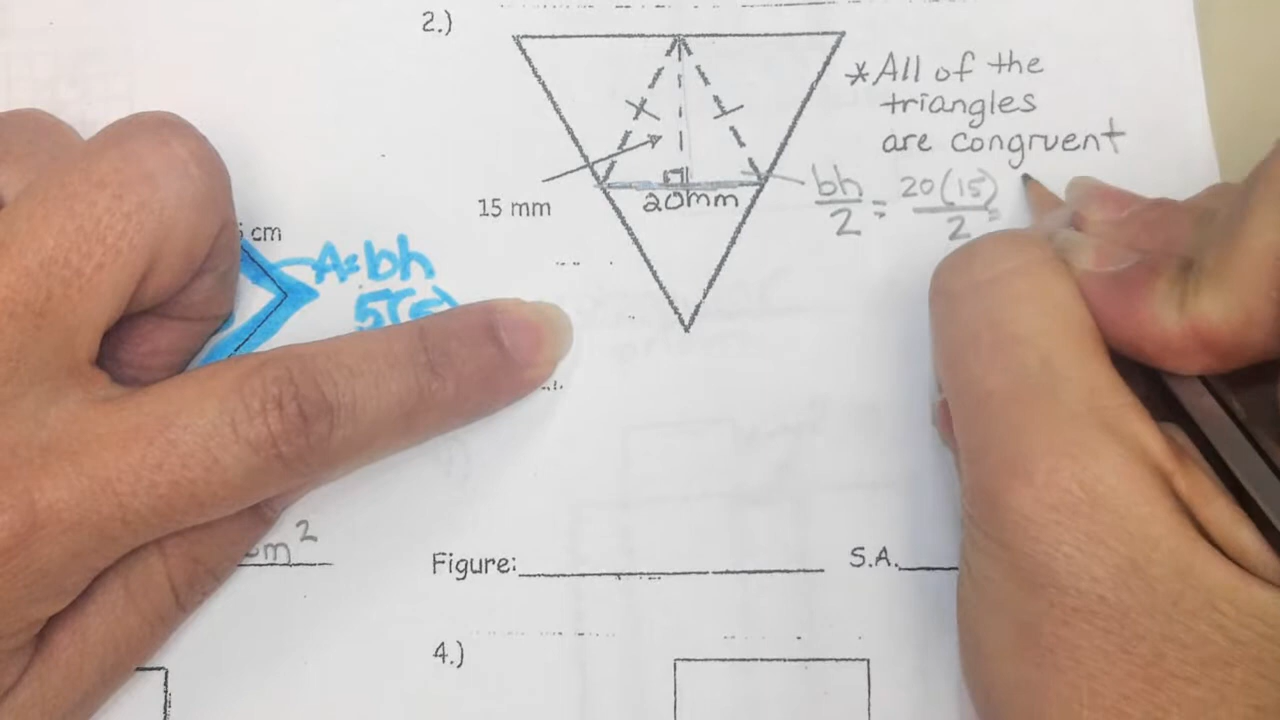 2.)
*All of the
triangles
are congruent
bh/2 = 20(15)/2 =
20mm
15 mm
cm
A=bh
m²
Figure:
S.A.
4.)